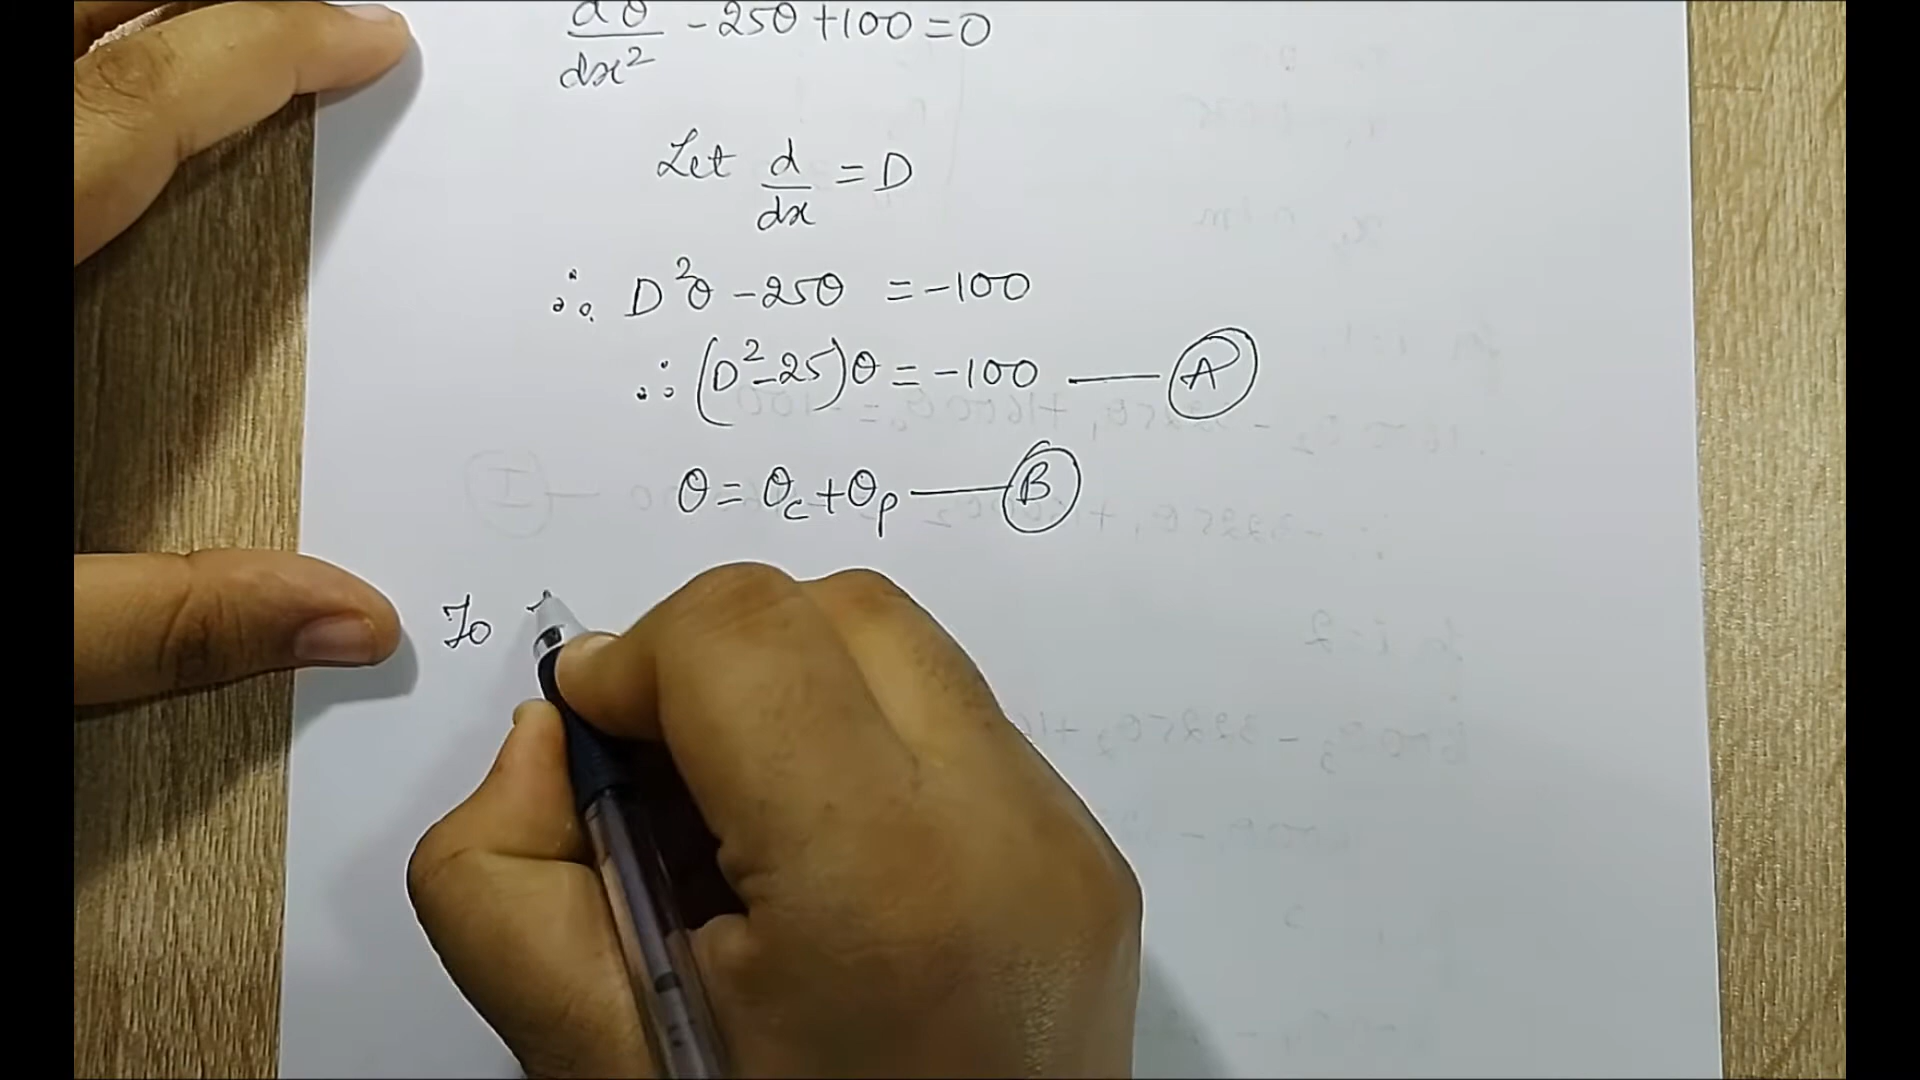 d²θ/dx² - 25θ + 100 = 0
Let d/dx = D
∴ D²θ - 25θ = -100
∴ (D² - 25)θ = -100 — A
θ = θc + θp — B
To